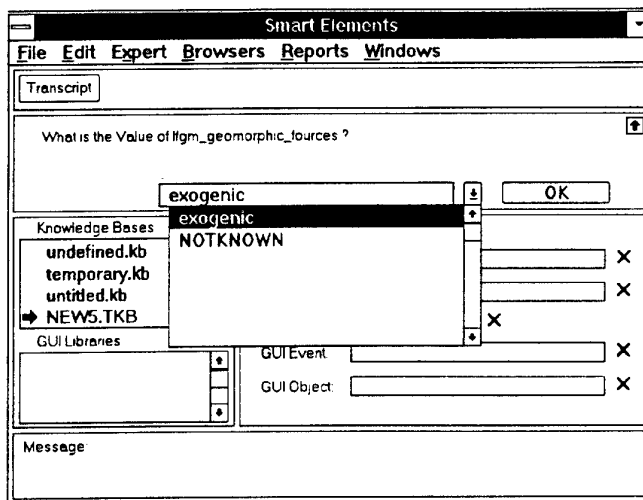 Smart Elements
File Edit Expert Browsers Reports Windows
Transcript
What is the Value of lfgm_geomorphic_fources ?
exogenic
OK
exogenic
NOTKNOWN
Knowledge Bases
undefined.kb
temporary.kb
untitled.kb
NEW5.TKB
GUI Libraries
GUI Event:
GUI Object:
Message: